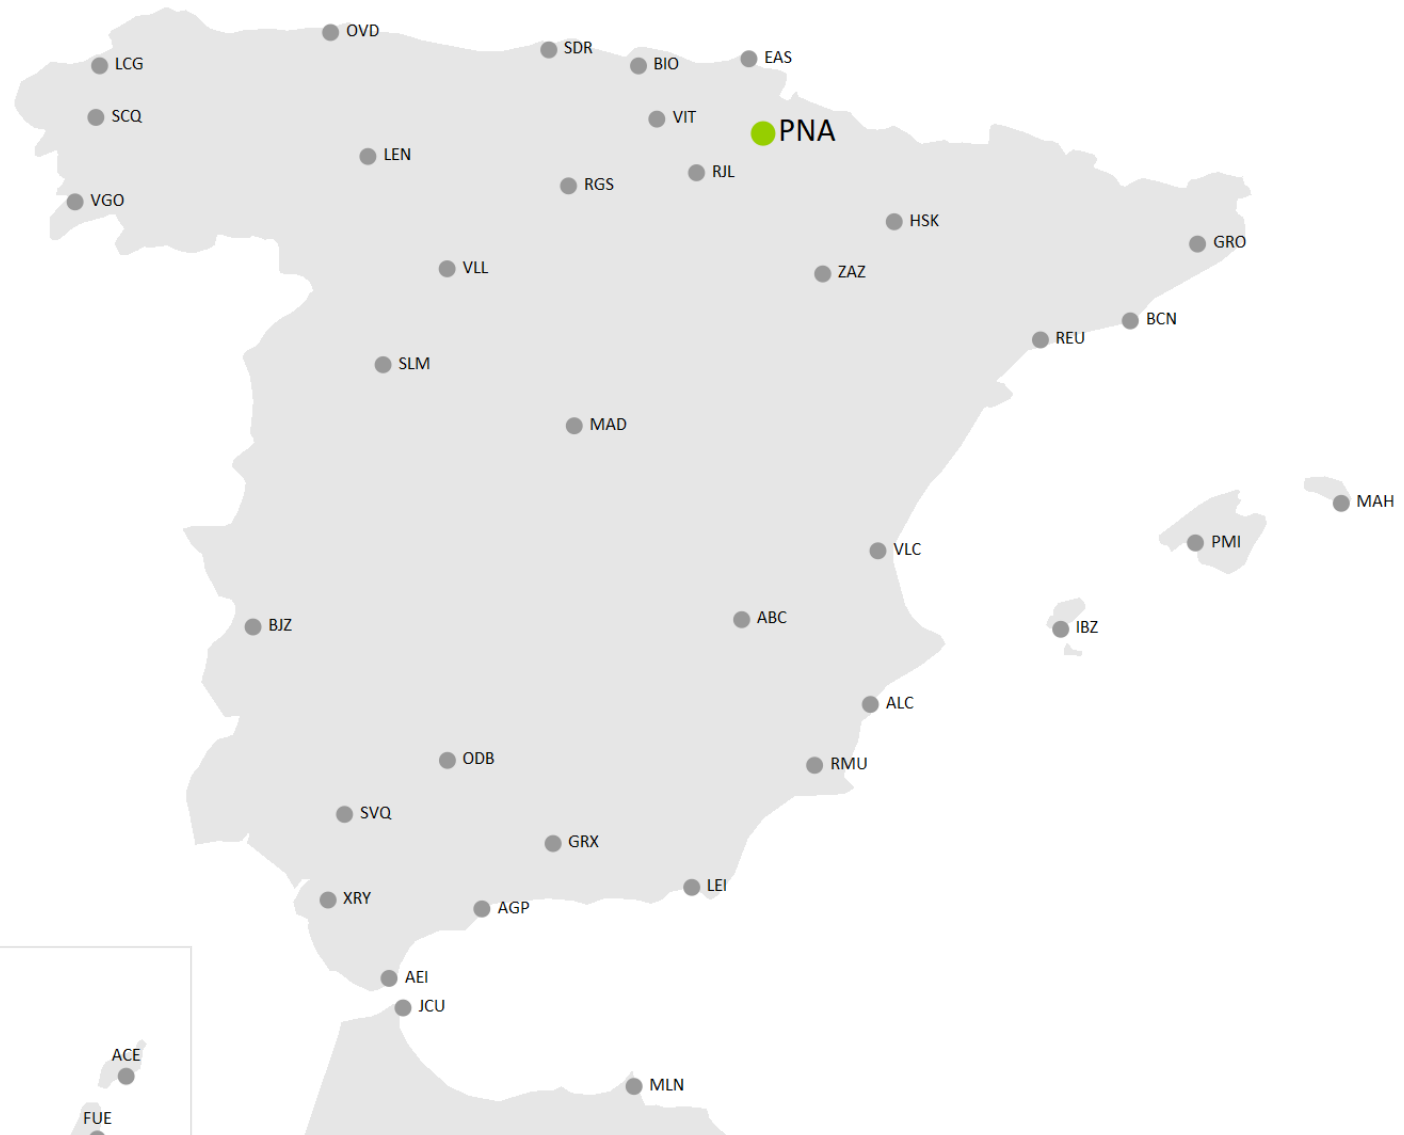 OVD
SDR
EAS
LCG
BIO
SCQ
VIT
PNA
LEN
RJL
RGS
VGO
HSK
GRO
VLL
ZAZ
BCN
REU
SLM
MAD
MAH
PMI
VLC
ABC
BJZ
IBZ
ALC
ODB
RMU
SVQ
GRX
LEI
XRY
AGP
AEI
JCU
ACE
MLN
FUE